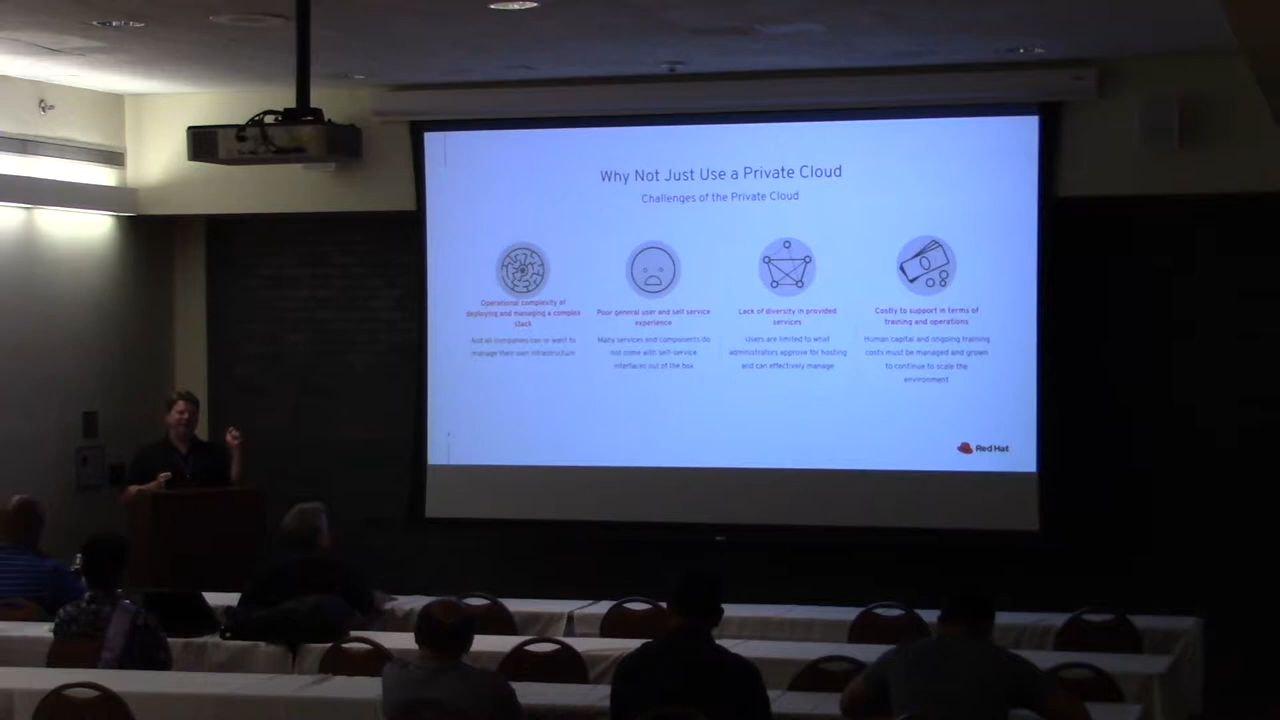 Why Not Just Use a Private Cloud
Challenges of the Private Cloud
Operational complexity of
deploying and managing a complex
stack
Not all companies can or want to
manage their own infrastructure
Poor general user and self service
experience
Many services and components do
not come with self-service
interfaces out of the box
Lack of diversity in provided
services
Users are limited to what
administrators approve for hosting
and can effectively manage
Costly to support in terms of
training and operations
Human capital and ongoing training
costs must be managed and grown
to continue to scale the
environment
Red Hat